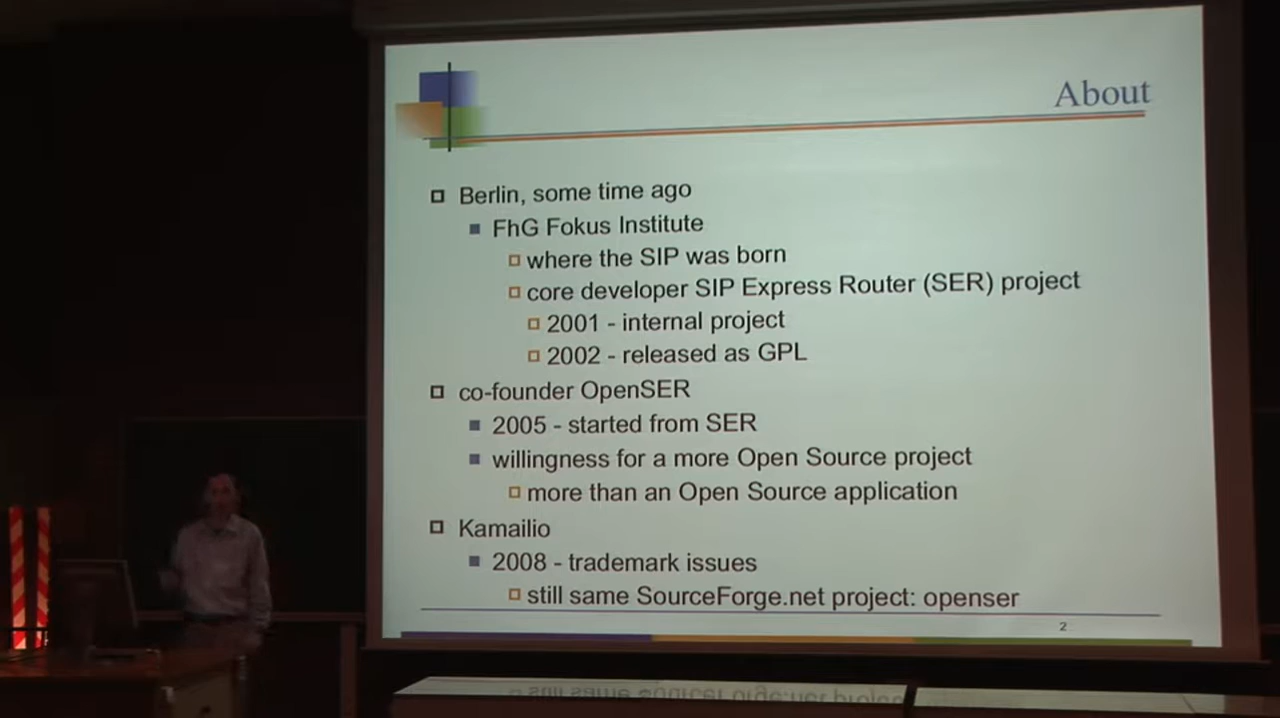 About
Berlin, some time ago
FhG Fokus Institute
where the SIP was born
core developer SIP Express Router (SER) project
2001 - internal project
2002 - released as GPL
co-founder OpenSER
2005 - started from SER
willingness for a more Open Source project
more than an Open Source application
Kamailio
2008 - trademark issues
still same SourceForge.net project: openser
2